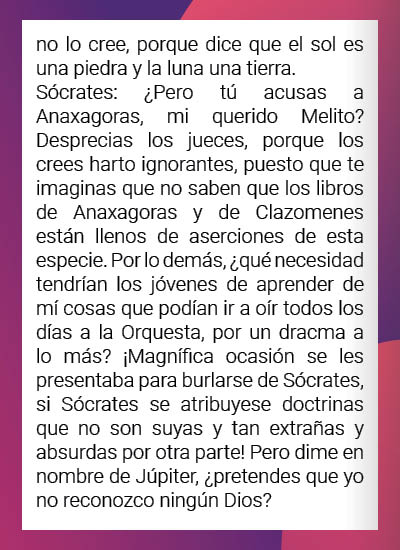 no lo cree, porque dice que el sol es
una piedra y la luna una tierra.
Sócrates: ¿Pero tú acusas a
Anaxagoras, mi querido Melito?
Desprecias los jueces, porque los
crees harto ignorantes, puesto que te
imaginas que no saben que los libros
de Anaxagoras y de Clazomenes
están llenos de aserciones de esta
especie. Por lo demás, ¿qué necesidad
tendrían los jóvenes de aprender de
mí cosas que podían ir a oír todos los
días a la Orquesta, por un dracma a
lo más? ¡Magnífica ocasión se les
presentaba para burlarse de Sócrates,
si Sócrates se atribuyese doctrinas
que no son suyas y tan extrañas y
absurdas por otra parte! Pero dime en
nombre de Júpiter, ¿pretendes que yo
no reconozco ningún Dios?